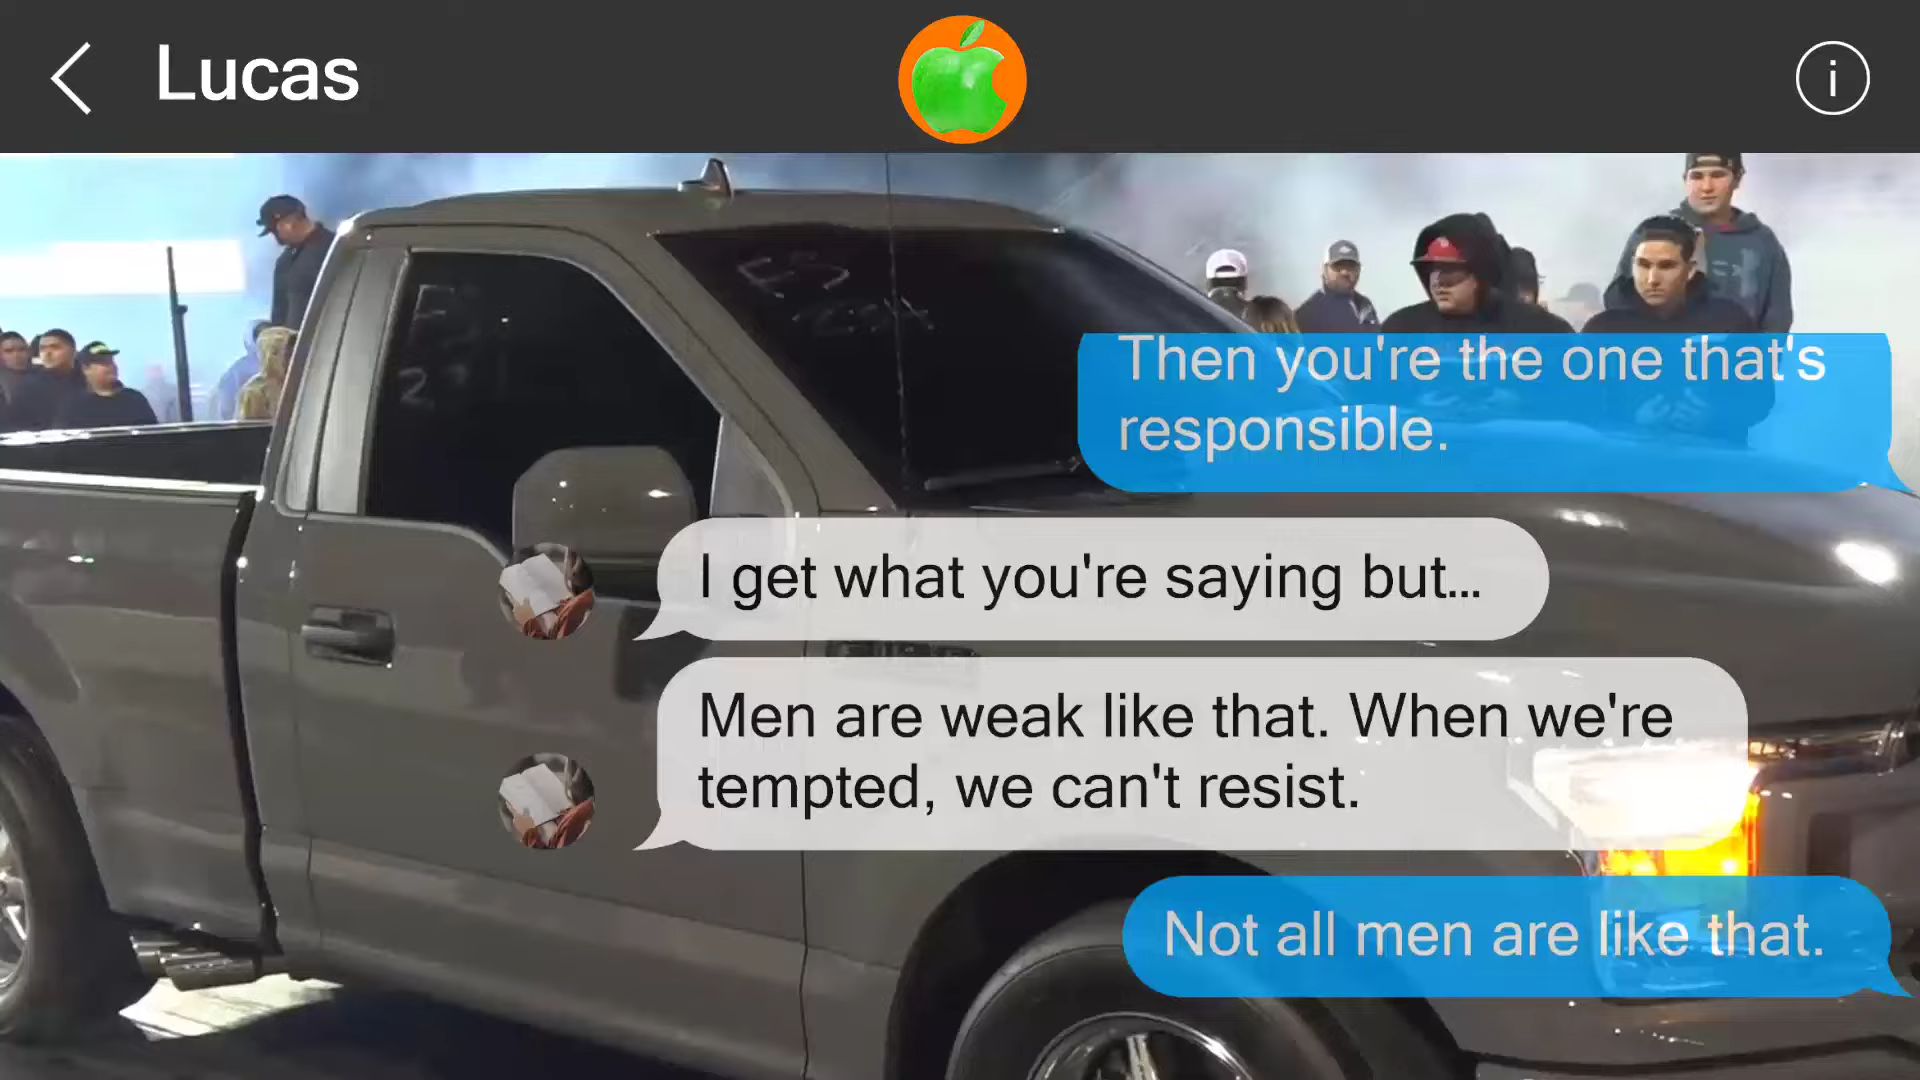 Lucas
Then you're the one that's
responsible.
I get what you're saying but...
Men are weak like that. When we're
tempted, we can't resist.
Not all men are like that.